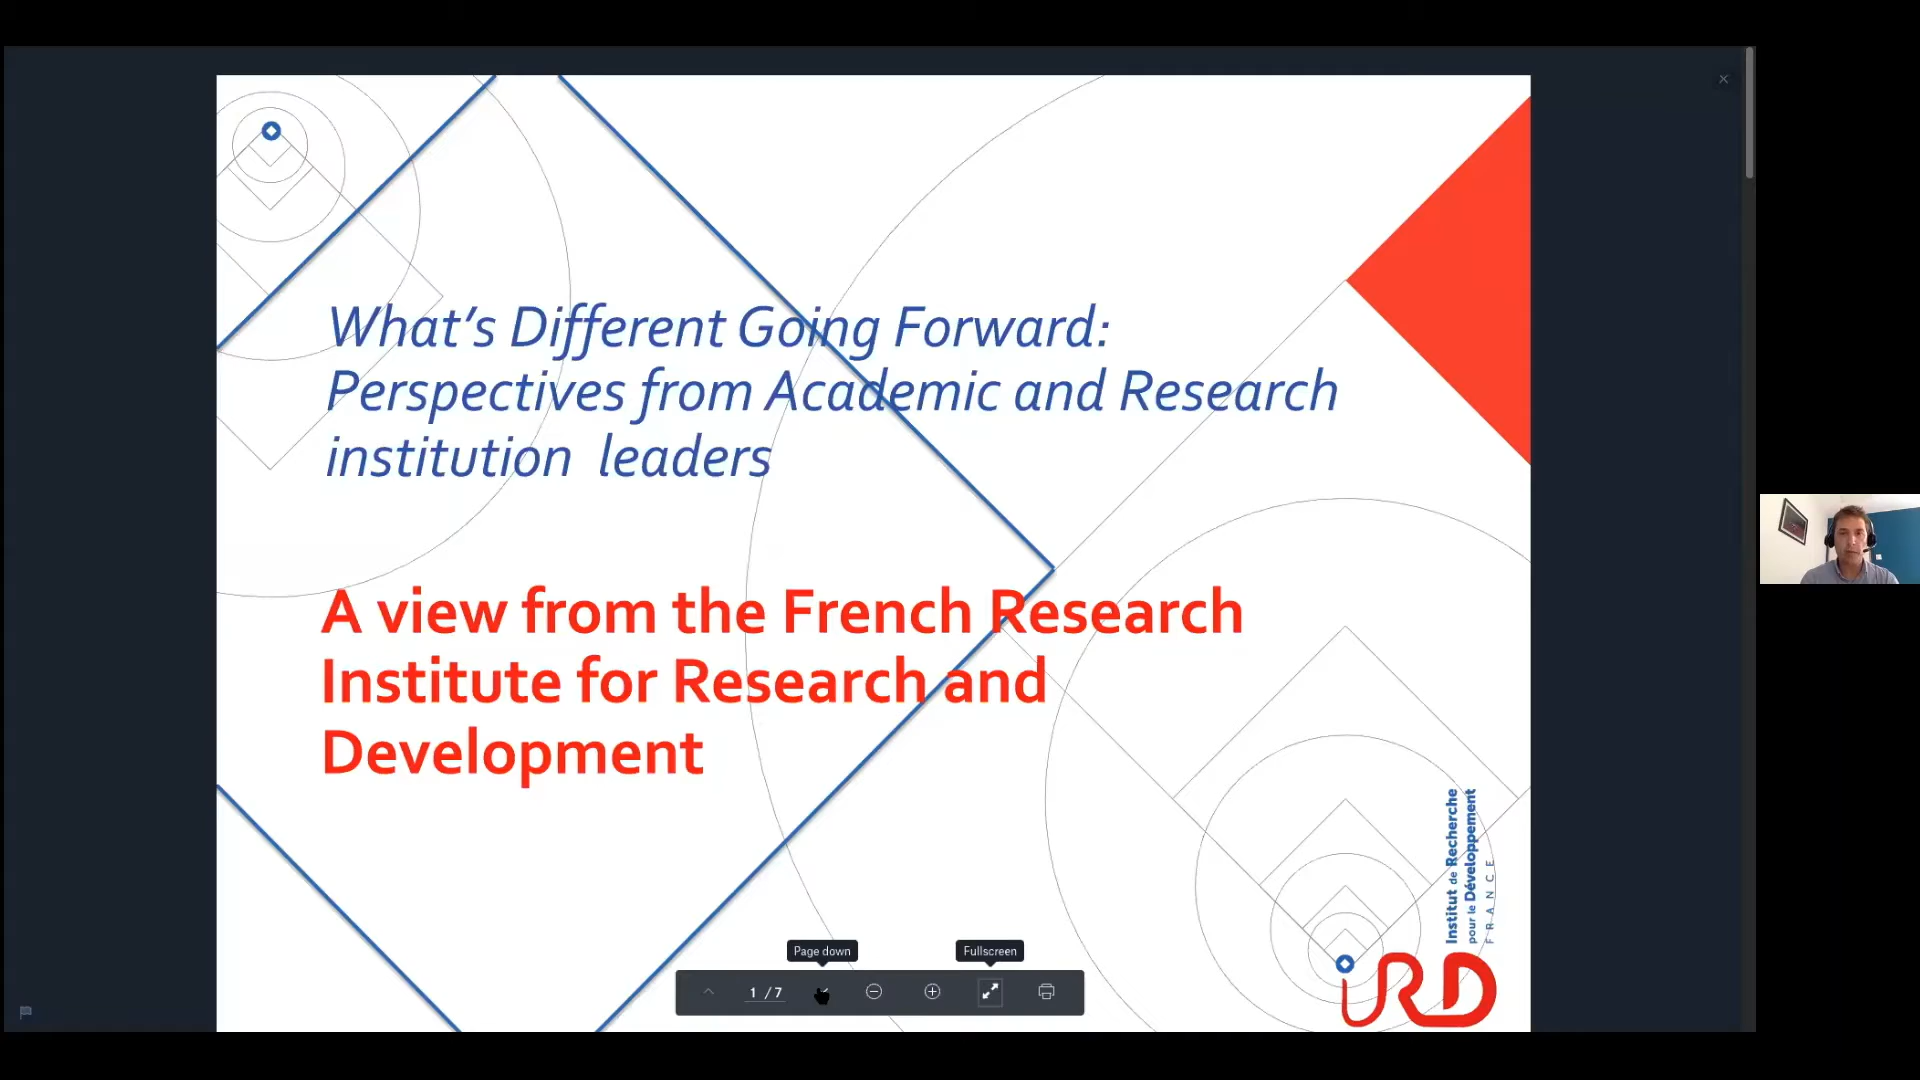 What's Different Going Forward:
Perspectives from Academic and Research
institution leaders
A view from the French Research
Institute for Research and
Development
Institut de Recherche
pour le Développement
FRANCE
IRD
Page down
Fullscreen
1 / 7